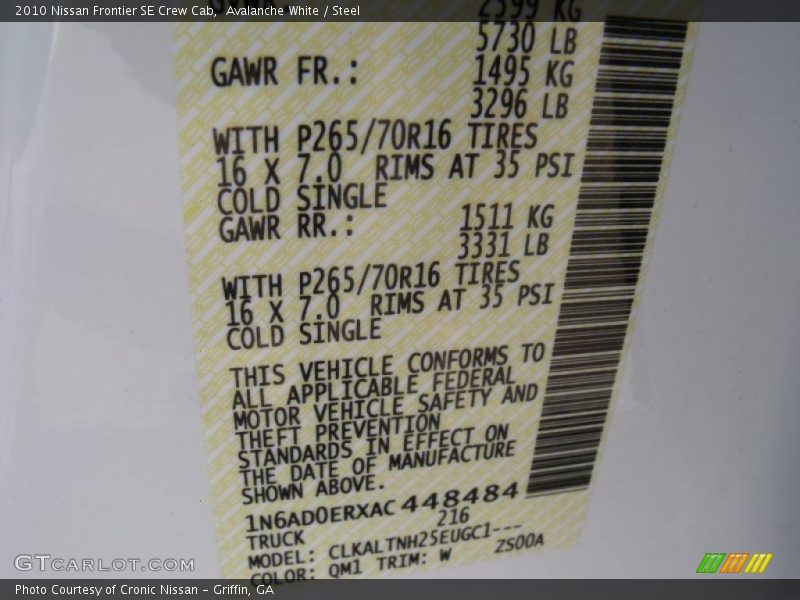 2010 Nissan Frontier SE Crew Cab, Avalanche White / Steel
2599 KG
5730 LB
GAWR FR.: 1495 KG
3296 LB
WITH P265/70R16 TIRES
16 X 7.0 RIMS AT 35 PSI
COLD SINGLE
GAWR RR.: 1511 KG
3331 LB
WITH P265/70R16 TIRES
16 X 7.0 RIMS AT 35 PSI
COLD SINGLE
THIS VEHICLE CONFORMS TO
ALL APPLICABLE FEDERAL
MOTOR VEHICLE SAFETY AND
THEFT PREVENTION
STANDARDS IN EFFECT ON
THE DATE OF MANUFACTURE
SHOWN ABOVE.
1N6AD0ERXAC448484
TRUCK 216
MODEL: CLKALTNH25EUGC1---
COLOR: QM1 TRIM: W ZS00A
GTCARLOT.COM
Photo Courtesy of Cronic Nissan – Griffin, GA